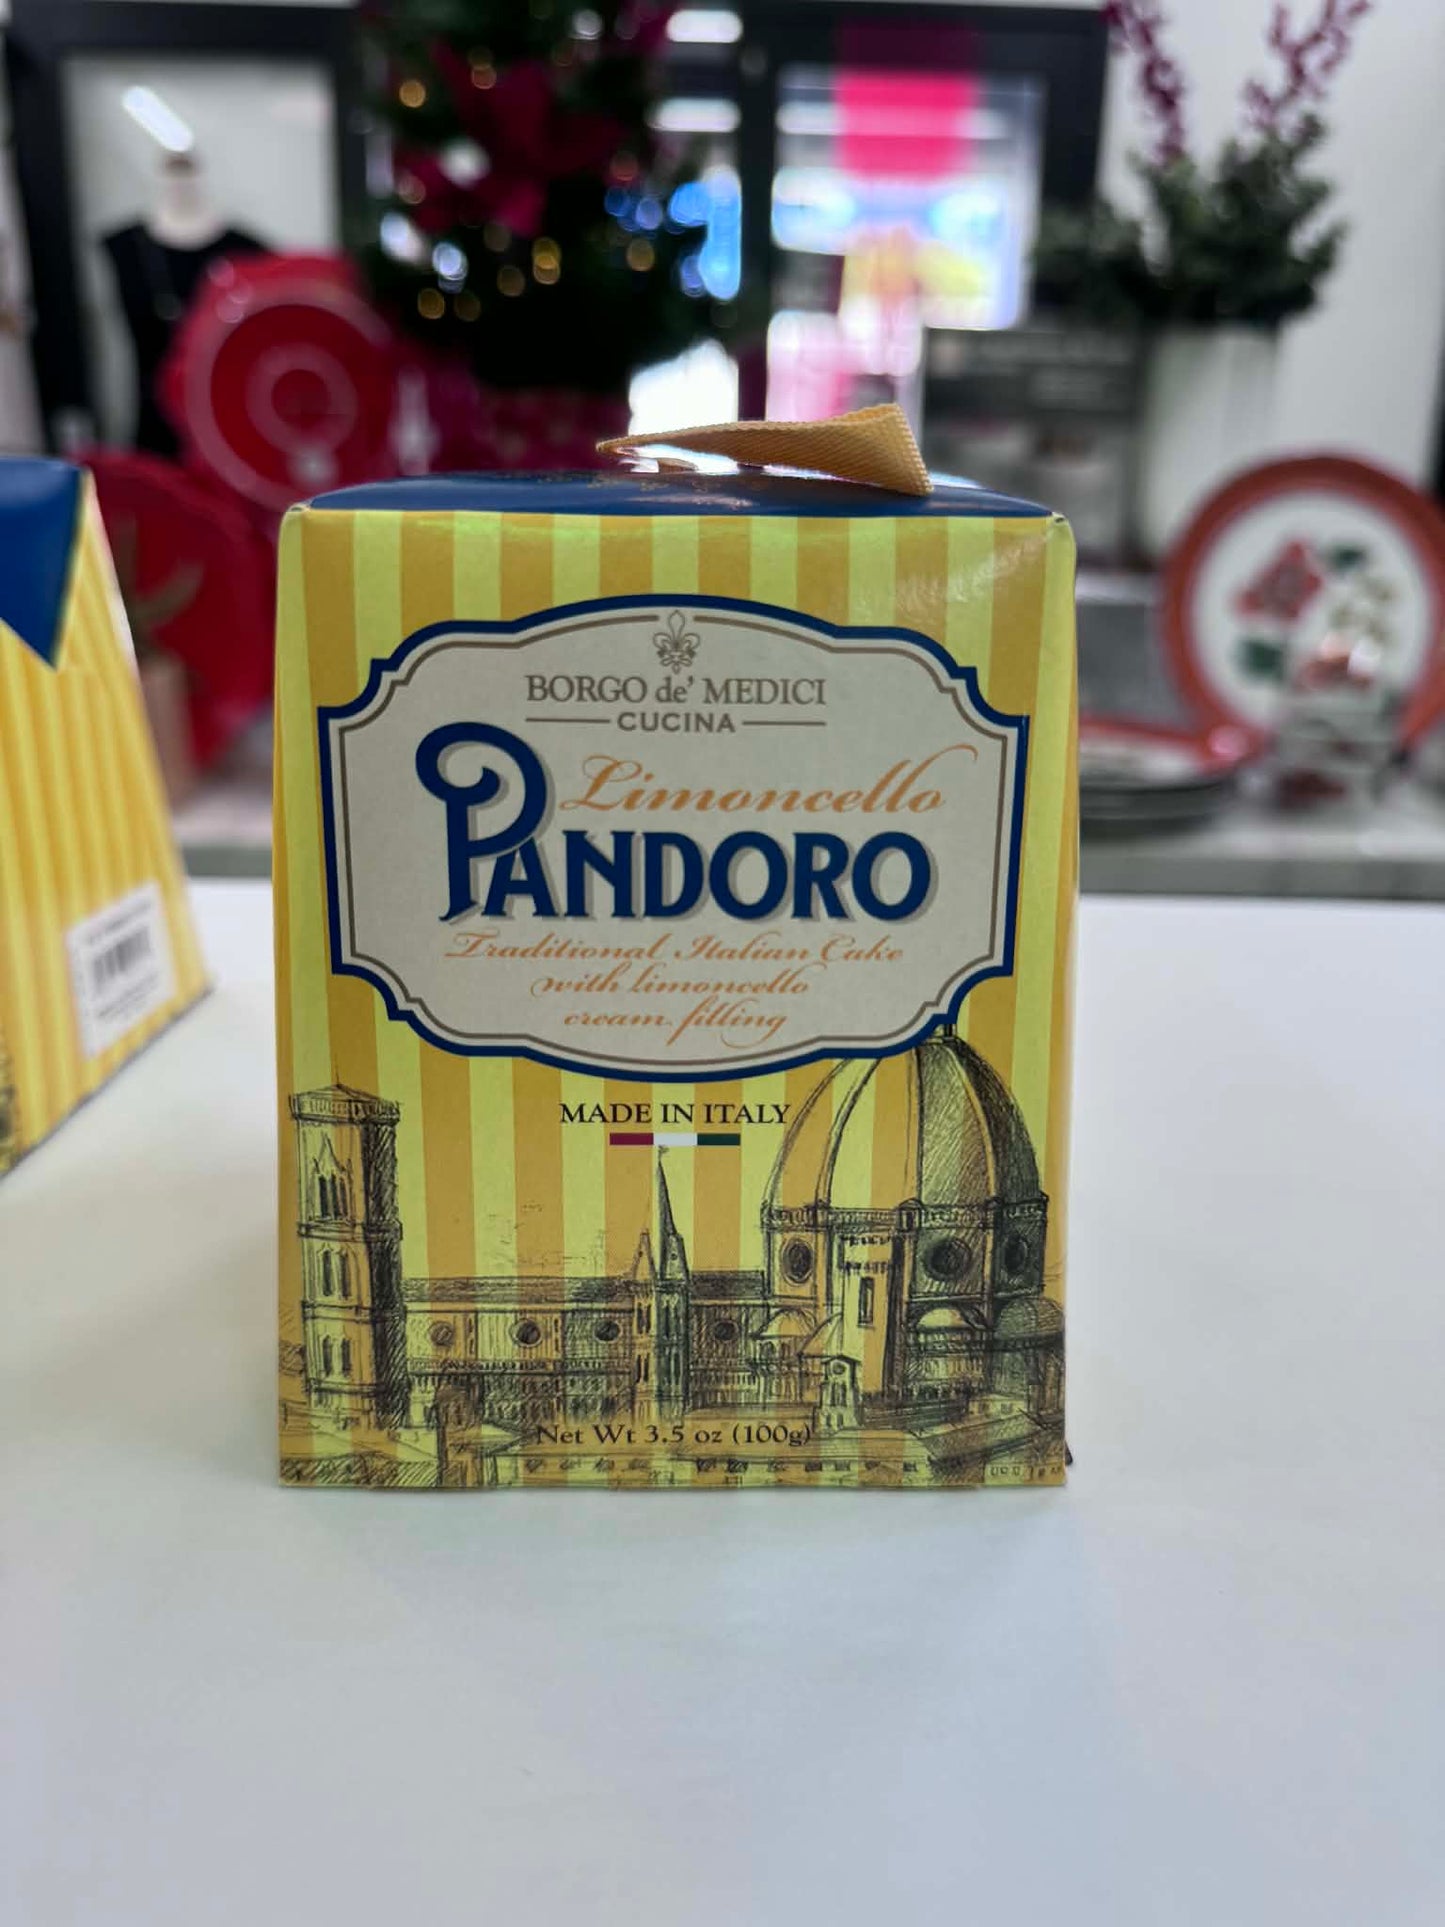 BORGO de' MEDICI
CUCINA
Limoncello
PANDORO
Traditional Italian Cake
with limoncello
cream filling
MADE IN ITALY
Net Wt 3.5 oz (100g)